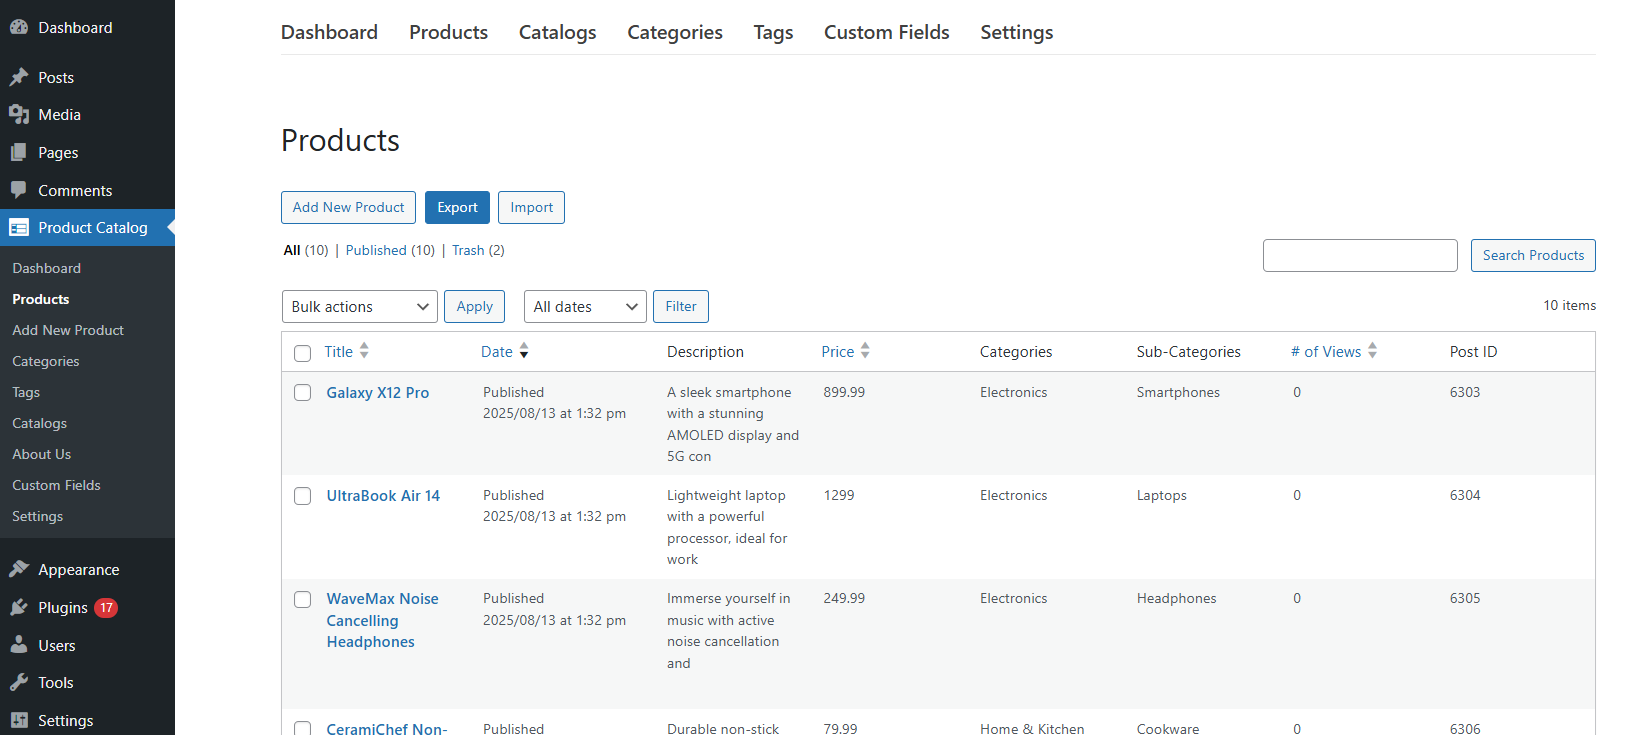 Dashboard
Posts
Media
Pages
Comments
Product Catalog
Dashboard
Products
Add New Product
Categories
Tags
Catalogs
About Us
Custom Fields
Settings
Appearance
Plugins 17
Users
Tools
Settings
Dashboard Products Catalogs Categories Tags Custom Fields Settings
Products
Add New Product Export Import
All (10) | Published (10) | Trash (2)
Search Products
Bulk actions Apply All dates Filter 10 items
Title Date Description Price Categories Sub-Categories # of Views Post ID
Galaxy X12 Pro Published A sleek smartphone 899.99 Electronics Smartphones 0 6303
2025/08/13 at 1:32 pm with a stunning
AMOLED display and
5G con
UltraBook Air 14 Published Lightweight laptop 1299 Electronics Laptops 0 6304
2025/08/13 at 1:32 pm with a powerful
processor, ideal for
work
WaveMax Noise Published Immerse yourself in 249.99 Electronics Headphones 0 6305
Cancelling 2025/08/13 at 1:32 pm music with active
Headphones noise cancellation
and
CeramiChef Non- Published Durable non-stick 79.99 Home & Kitchen Cookware 0 6306